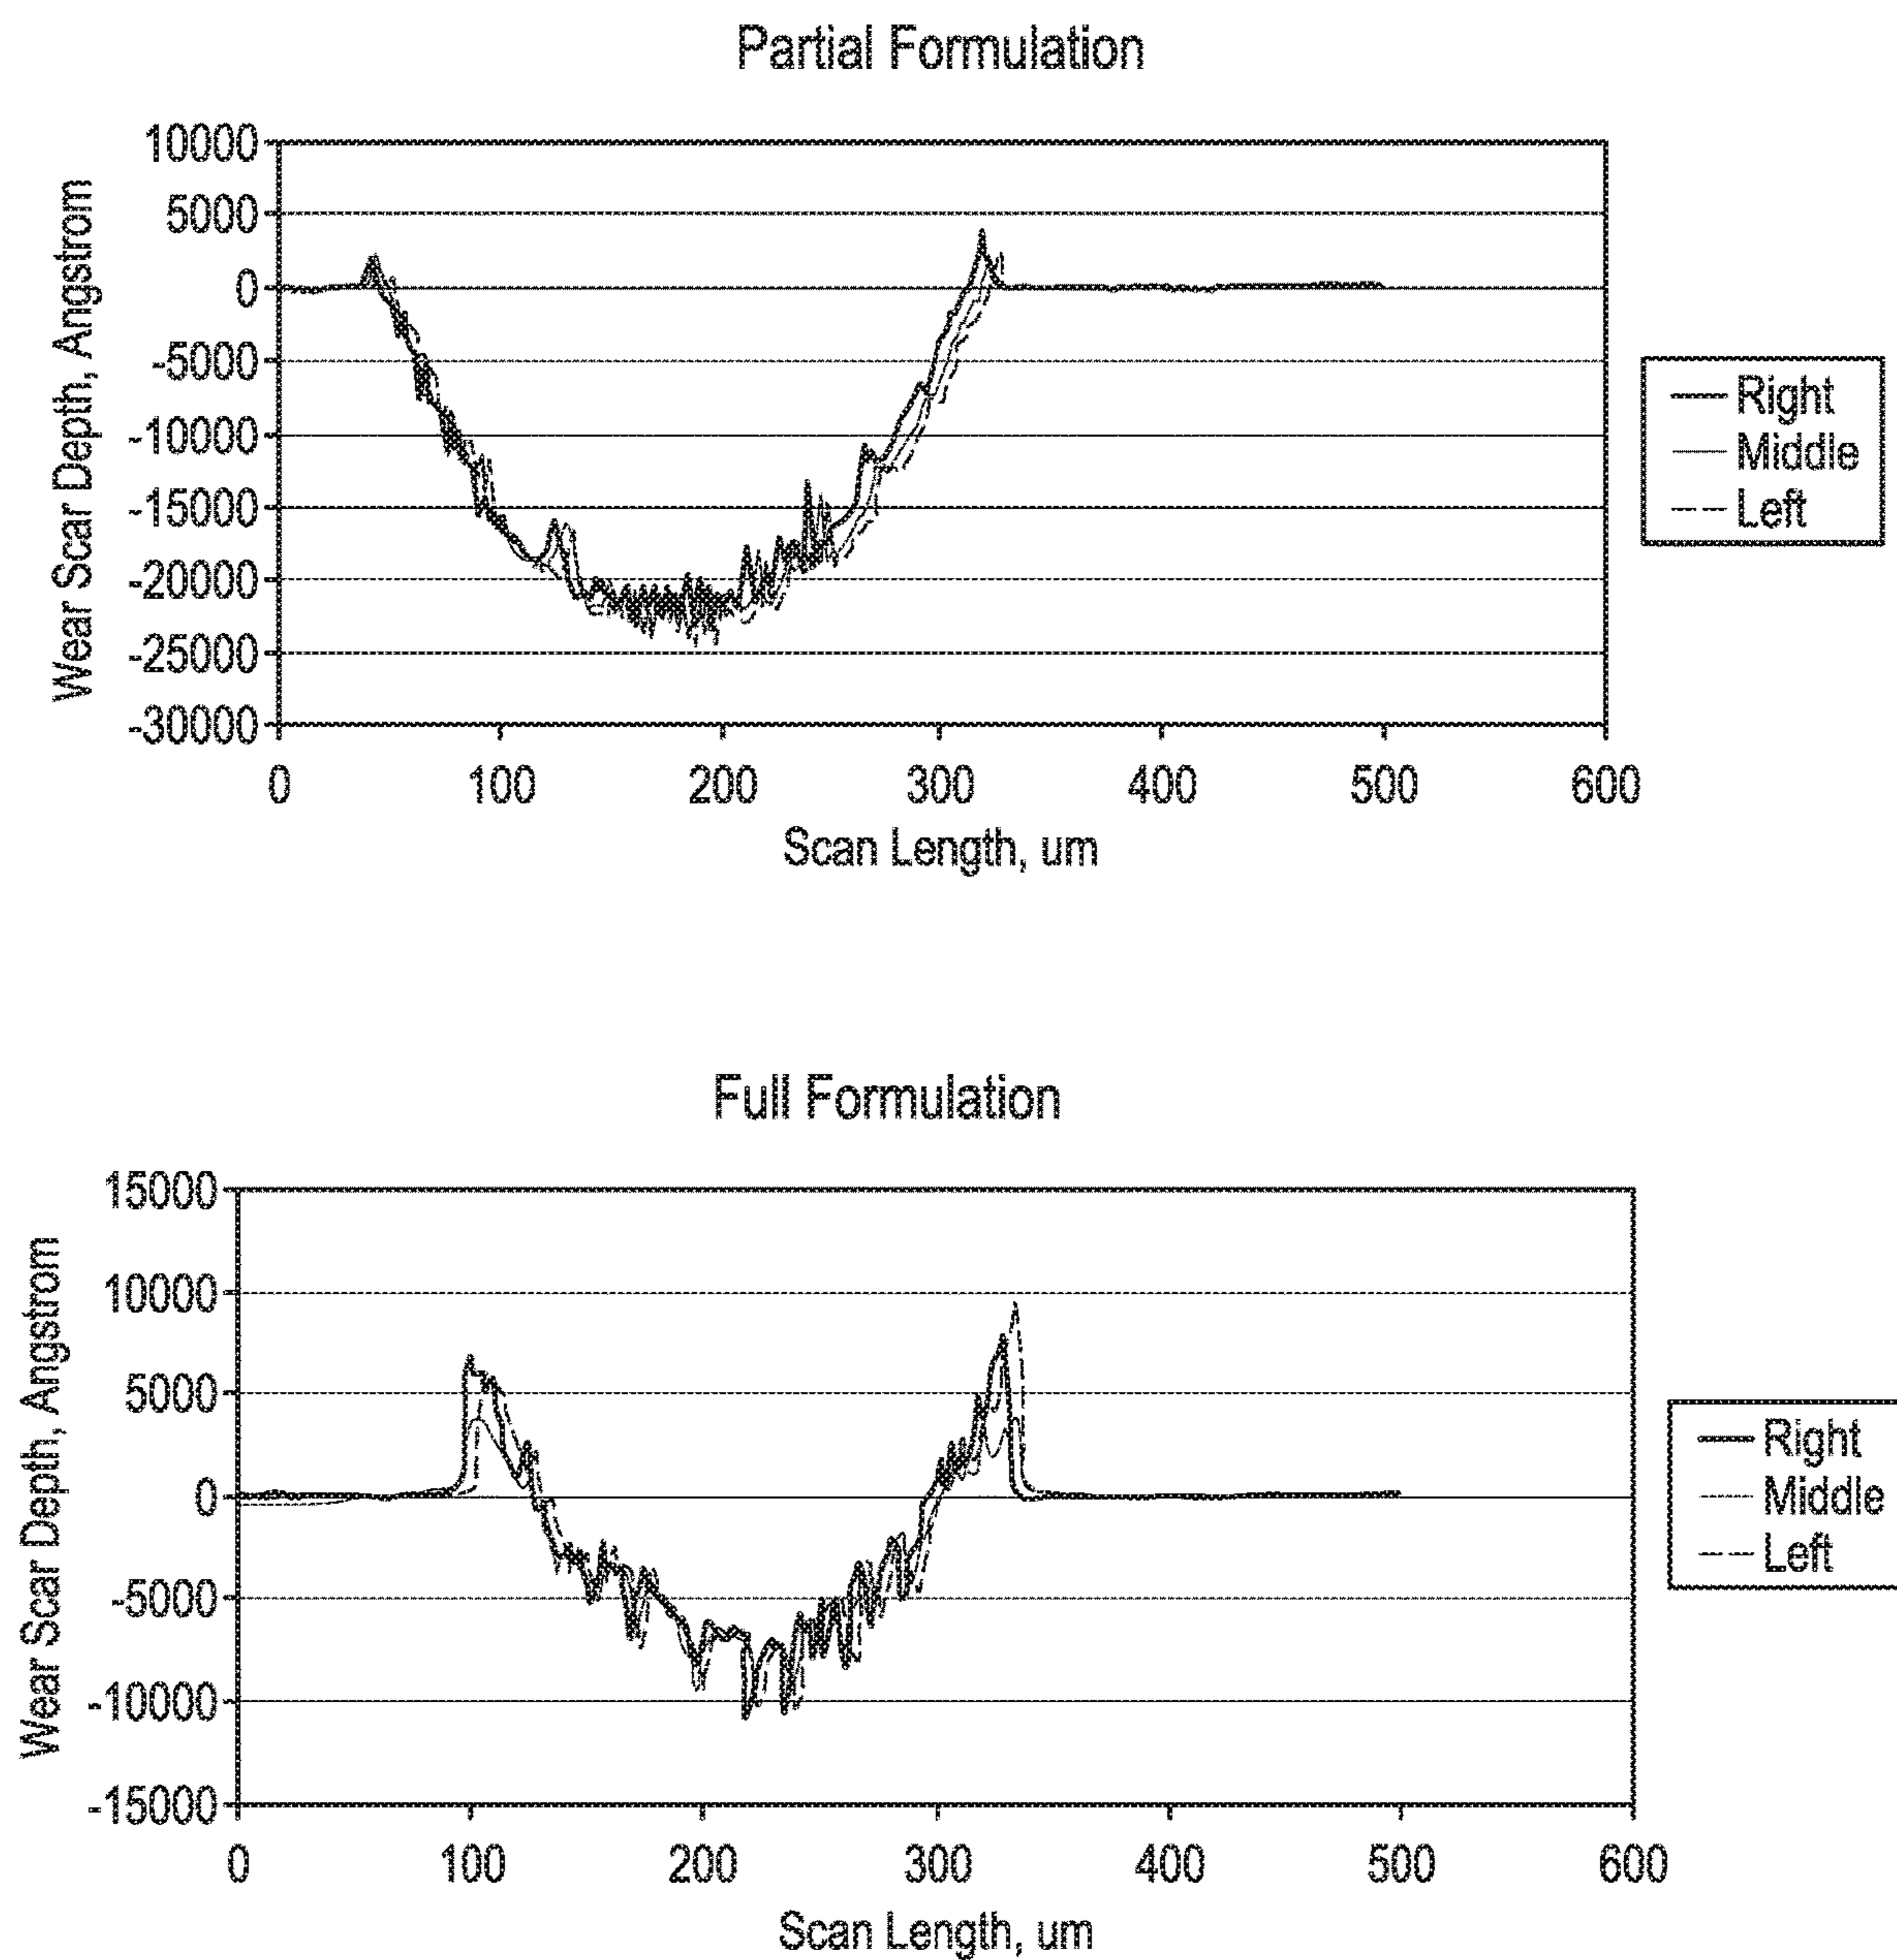 Partial Formulation
10000
5000
0
-5000
-10000
-15000
-20000
-25000
-30000
Wear Scar Depth, Angstrom
0 100 200 300 400 500 600
Scan Length, um
Right
Middle
Left
Full Formulation
15000
10000
5000
0
-5000
-10000
-15000
Wear Scar Depth, Angstrom
0 100 200 300 400 500 600
Scan Length, um
Right
Middle
Left